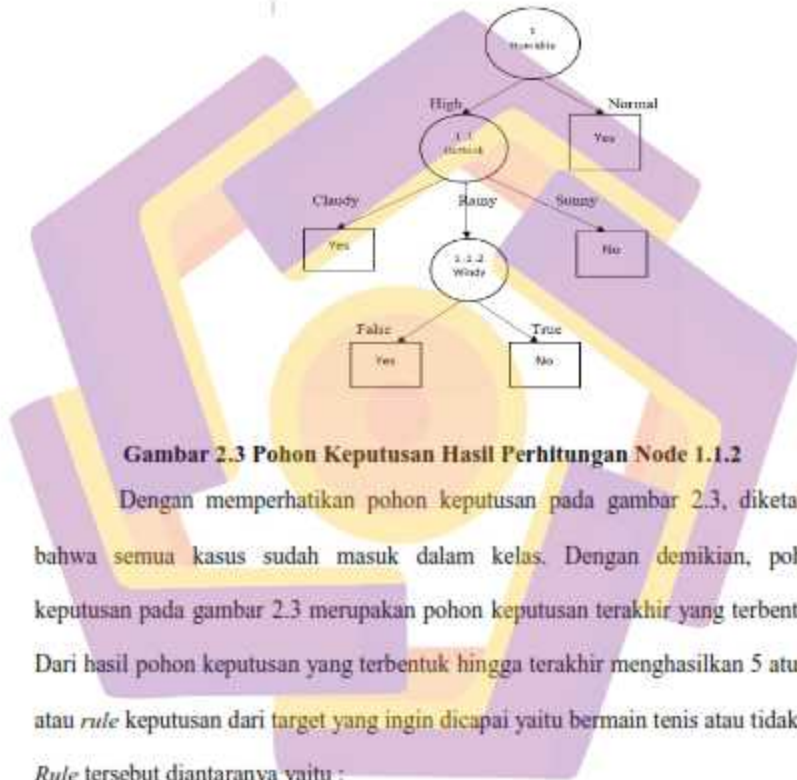 1
Humidity
High
Normal
1.1
Outlook
Yes
Claudy
Rainy
Sunny
Yes
1.1.2
Windy
No
False
True
Yes
No
Gambar 2.3 Pohon Keputusan Hasil Perhitungan Node 1.1.2
Dengan memperhatikan pohon keputusan pada gambar 2.3, diketa
bahwa semua kasus sudah masuk dalam kelas. Dengan demikian, pol
keputusan pada gambar 2.3 merupakan pohon keputusan terakhir yang terbent
Dari hasil pohon keputusan yang terbentuk hingga terakhir menghasilkan 5 atu
atau rule keputusan dari target yang ingin dicapai yaitu bermain tenis atau tidak
Rule tersebut diantaranya yaitu :